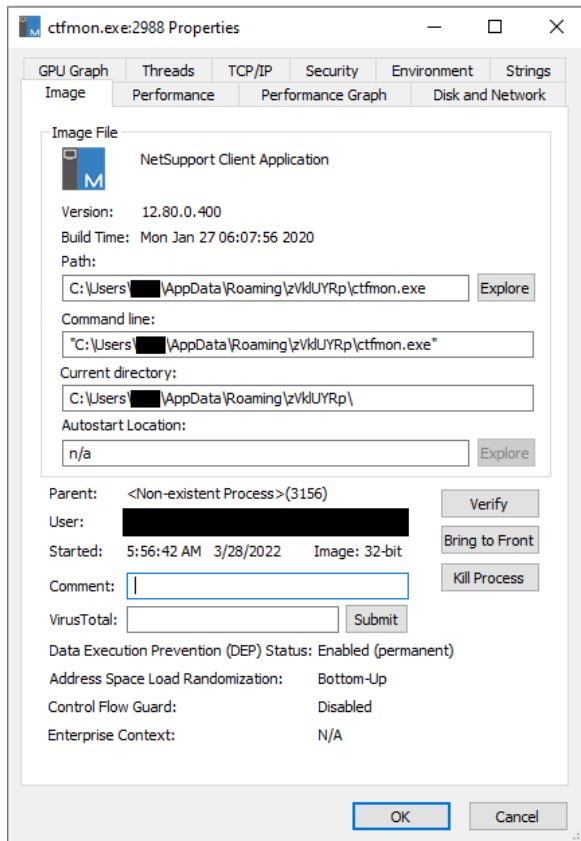 ctfmon.exe:2988 Properties
GPU Graph Threads TCP/IP Security Environment Strings
Image Performance Performance Graph Disk and Network
Image File
M
NetSupport Client Application
Version: 12.80.0.400
Build Time: Mon Jan 27 06:07:56 2020
Path:
C:\Users\ \AppData\Roaming\zVklUYRp\ctfmon.exe Explore
Command line:
"C:\Users\ \AppData\Roaming\zVklUYRp\ctfmon.exe"
Current directory:
C:\Users\ \AppData\Roaming\zVklUYRp\
Autostart Location:
n/a Explore
Parent: <Non-existent Process>(3156) Verify
User:
Bring to Front
Started: 5:56:42 AM 3/28/2022 Image: 32-bit
Kill Process
Comment:
VirusTotal: Submit
Data Execution Prevention (DEP) Status: Enabled (permanent)
Address Space Load Randomization: Bottom-Up
Control Flow Guard: Disabled
Enterprise Context: N/A
OK Cancel